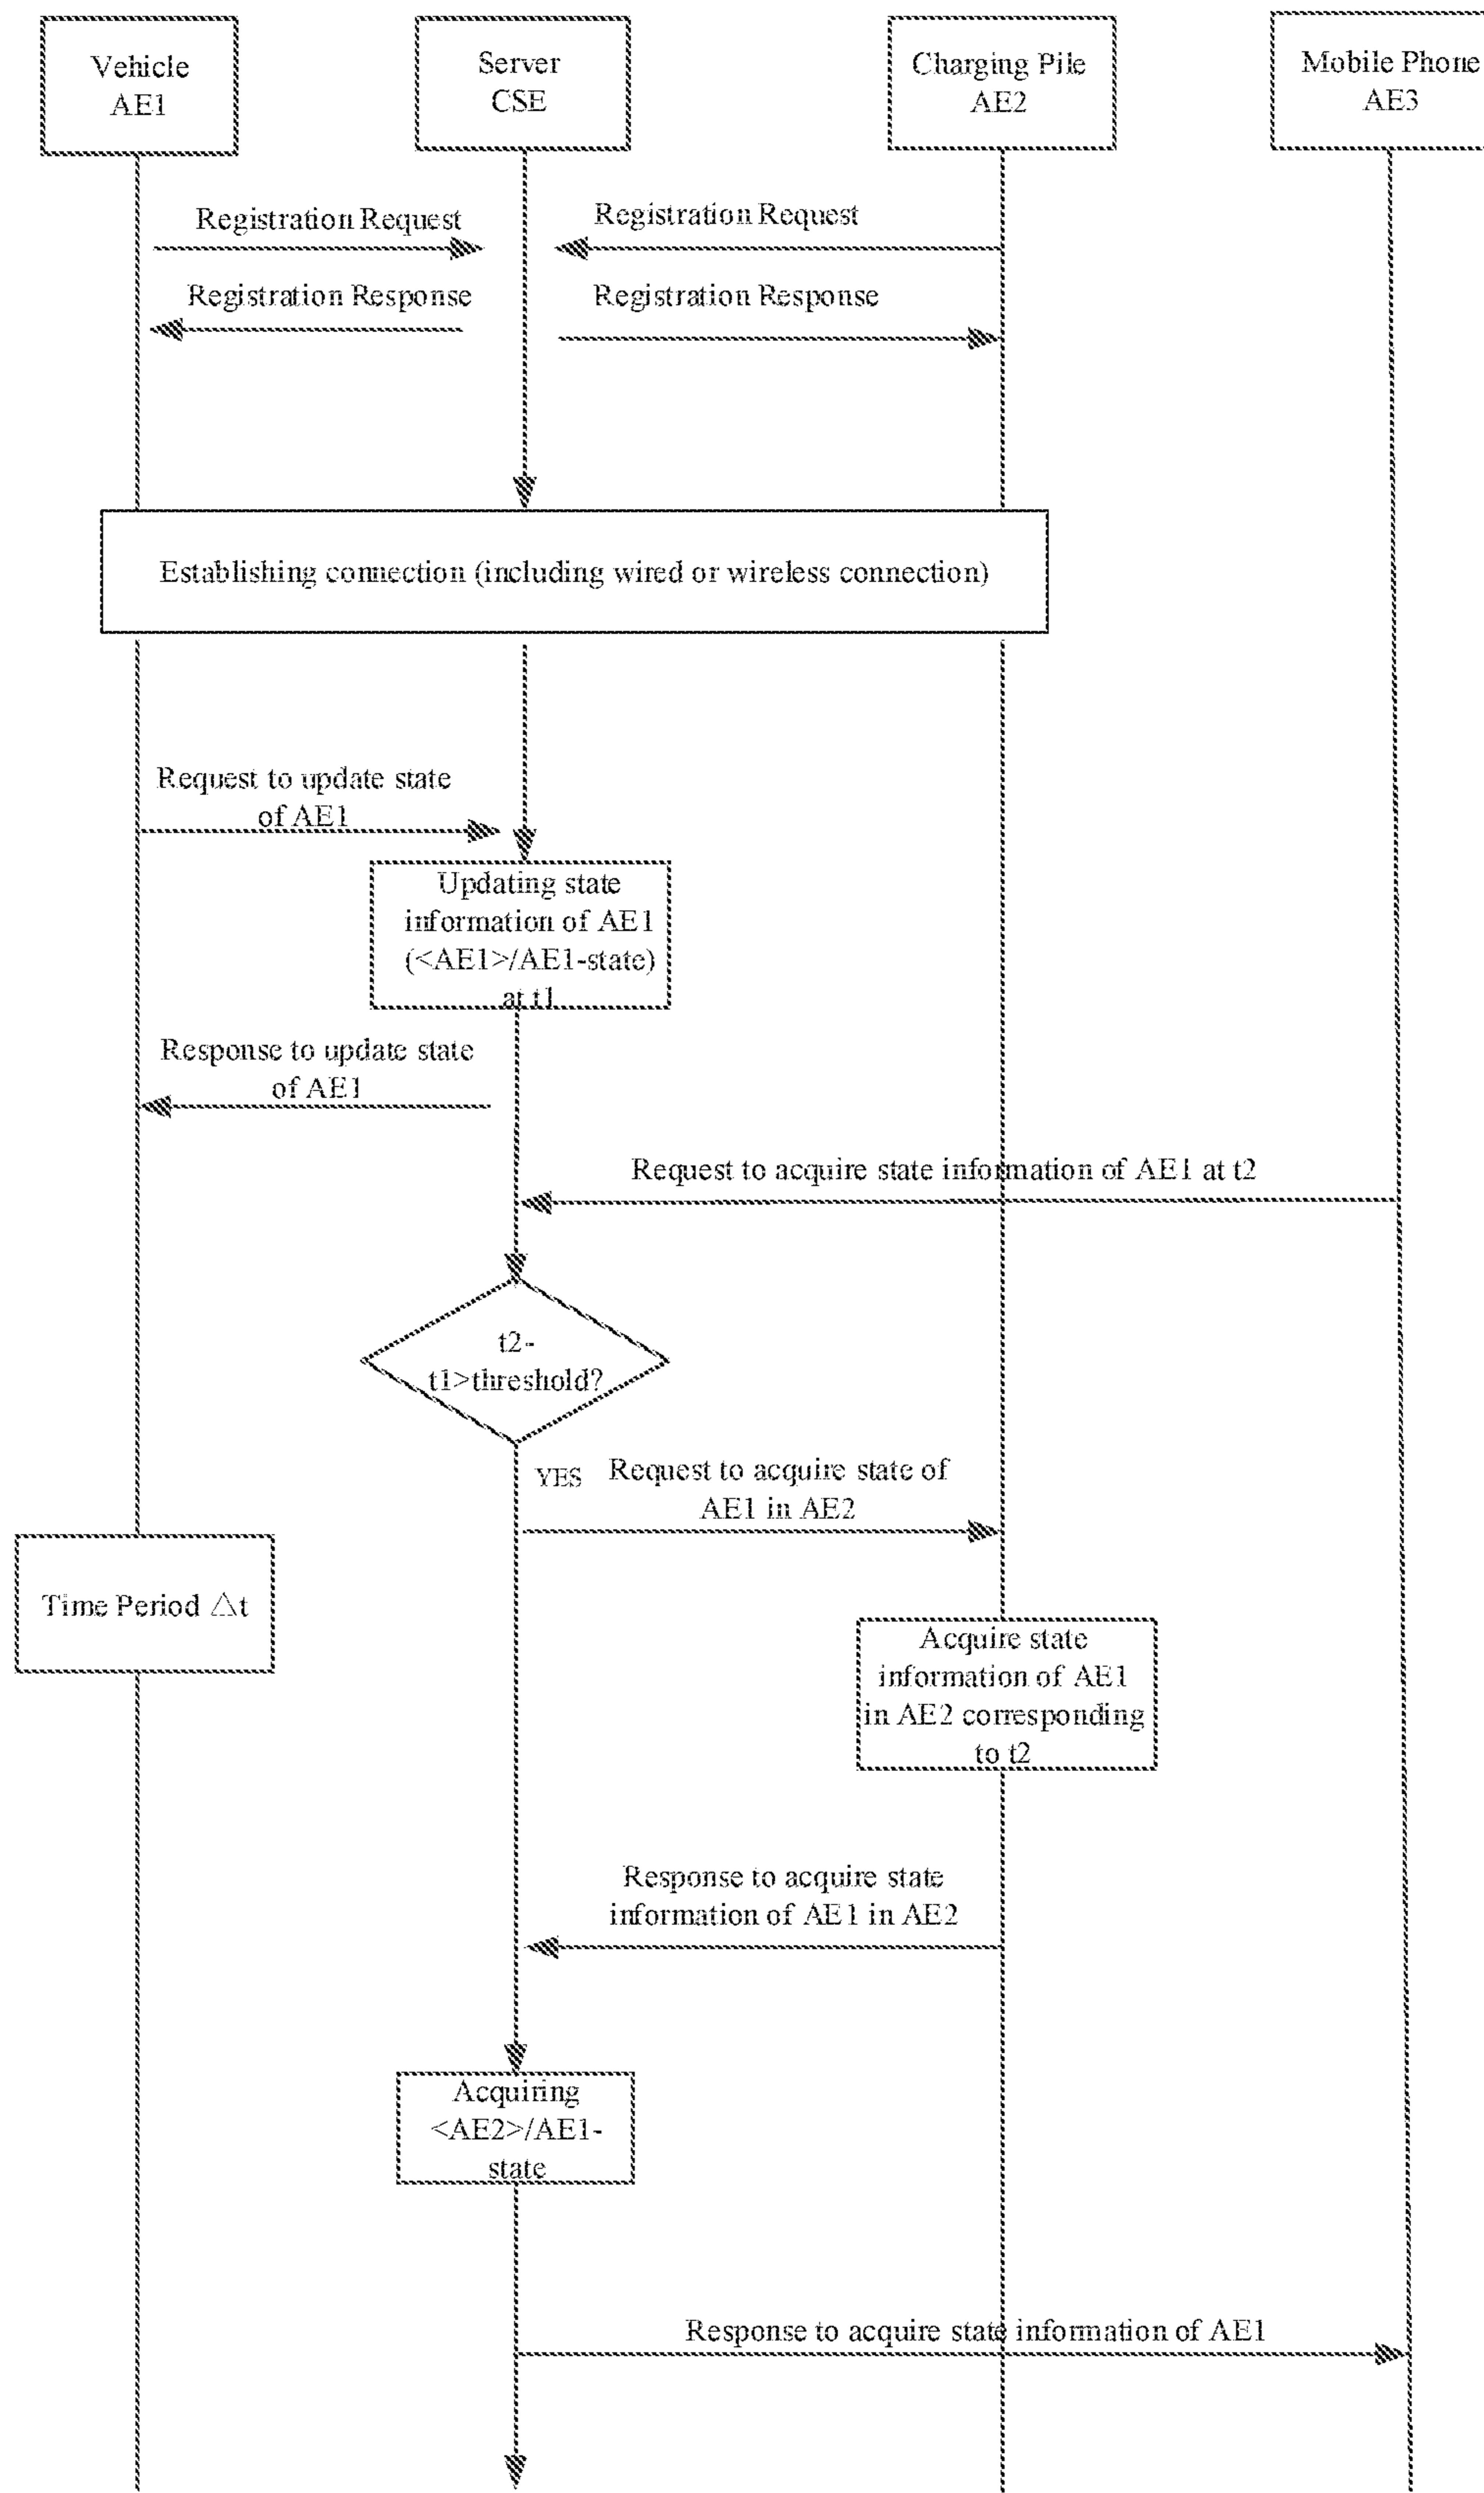 Vehicle
AE1
Server
CSE
Charging Pile
AE2
Mobile Phone
AE3
Registration Request
Registration Request
Registration Response
Registration Response
Establishing connection (including wired or wireless connection)
Request to update state
of AE1
Updating state
information of AE1
(<AE1>/AE1-state)
at t1
Response to update state
of AE1
Request to acquire state information of AE1 at t2
t2-
t1>threshold?
YES
Request to acquire state of
AE1 in AE2
Time Period △t
Acquire state
information of AE1
in AE2 corresponding
to t2
Response to acquire state
information of AE1 in AE2
Acquiring
<AE2>/AE1-
state
Response to acquire state information of AE1